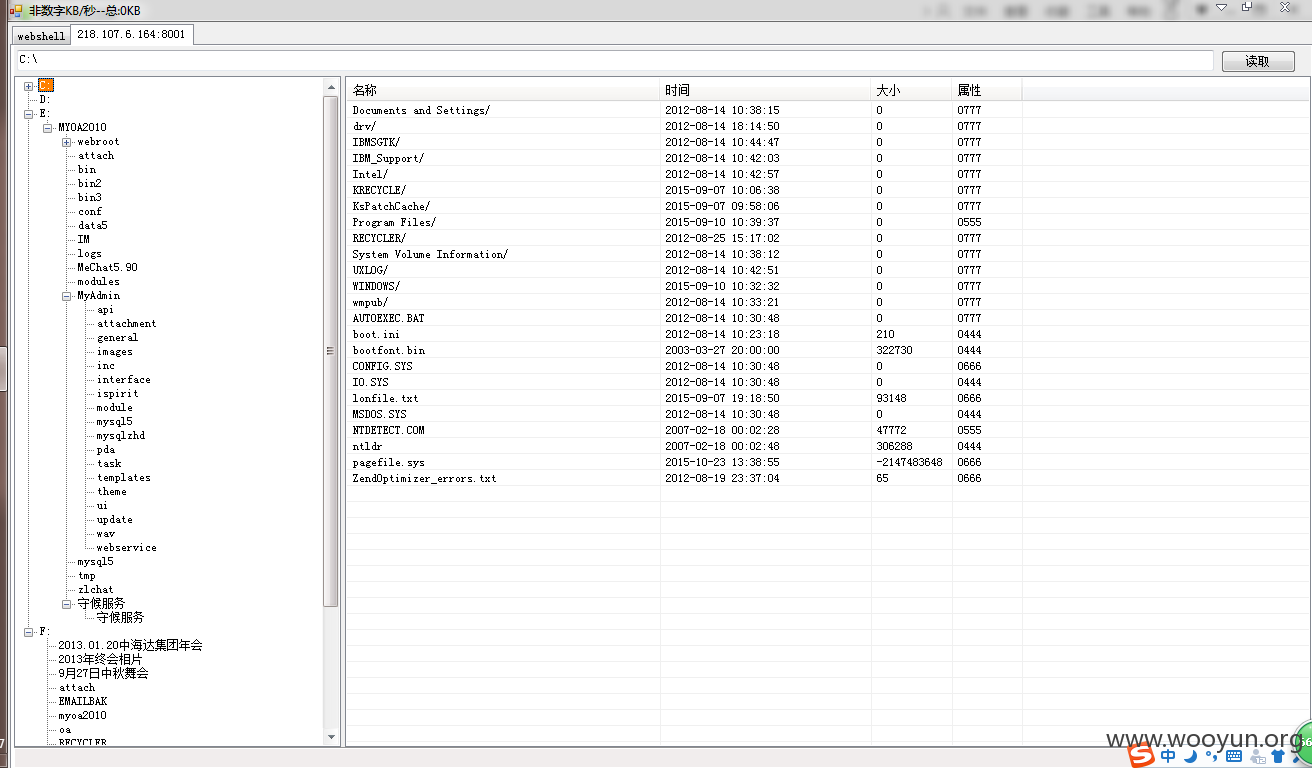 非数字KB/秒--总:0KB
webshell 218.107.6.164:8001
C:\ 读取
C:
D:
E:
MYOA2010
webroot
attach
bin
bin2
bin3
conf
data5
IM
logs
MeChat5.90
modules
MyAdmin
api
attachment
general
images
inc
interface
ispirit
module
mysql5
mysqlzhd
pda
task
templates
theme
ui
update
wav
webservice
mysql5
tmp
zlchat
守候服务
守候服务
F:
2013.01.20中海达集团年会
2013年终会相片
9月27日中秋舞会
attach
EMAILBAK
myoa2010
oa
RECYCLER
名称 时间 大小 属性
Documents and Settings/ 2012-08-14 10:38:15 0 0777
drv/ 2012-08-14 18:14:50 0 0777
IBMSGTK/ 2012-08-14 10:44:47 0 0777
IBM_Support/ 2012-08-14 10:42:03 0 0777
Intel/ 2012-08-14 10:42:57 0 0777
KRECYCLE/ 2015-09-07 10:06:38 0 0777
KsPatchCache/ 2015-09-07 09:58:06 0 0777
Program Files/ 2015-09-10 10:39:37 0 0555
RECYCLER/ 2012-08-25 15:17:02 0 0777
System Volume Information/ 2012-08-14 10:38:12 0 0777
UXLOG/ 2012-08-14 10:42:51 0 0777
WINDOWS/ 2015-09-10 10:32:32 0 0777
wmpub/ 2012-08-14 10:33:21 0 0777
AUTOEXEC.BAT 2012-08-14 10:30:48 0 0777
boot.ini 2012-08-14 10:23:18 210 0444
bootfont.bin 2003-03-27 20:00:00 322730 0444
CONFIG.SYS 2012-08-14 10:30:48 0 0666
IO.SYS 2012-08-14 10:30:48 0 0444
lonfile.txt 2015-09-07 19:18:50 93148 0666
MSDOS.SYS 2012-08-14 10:30:48 0 0444
NTDETECT.COM 2007-02-18 00:02:28 47772 0555
ntldr 2007-02-18 00:02:48 306288 0444
pagefile.sys 2015-10-23 13:38:55 -2147483648 0666
ZendOptimizer_errors.txt 2012-08-19 23:37:04 65 0666
www.wooyun.org
中